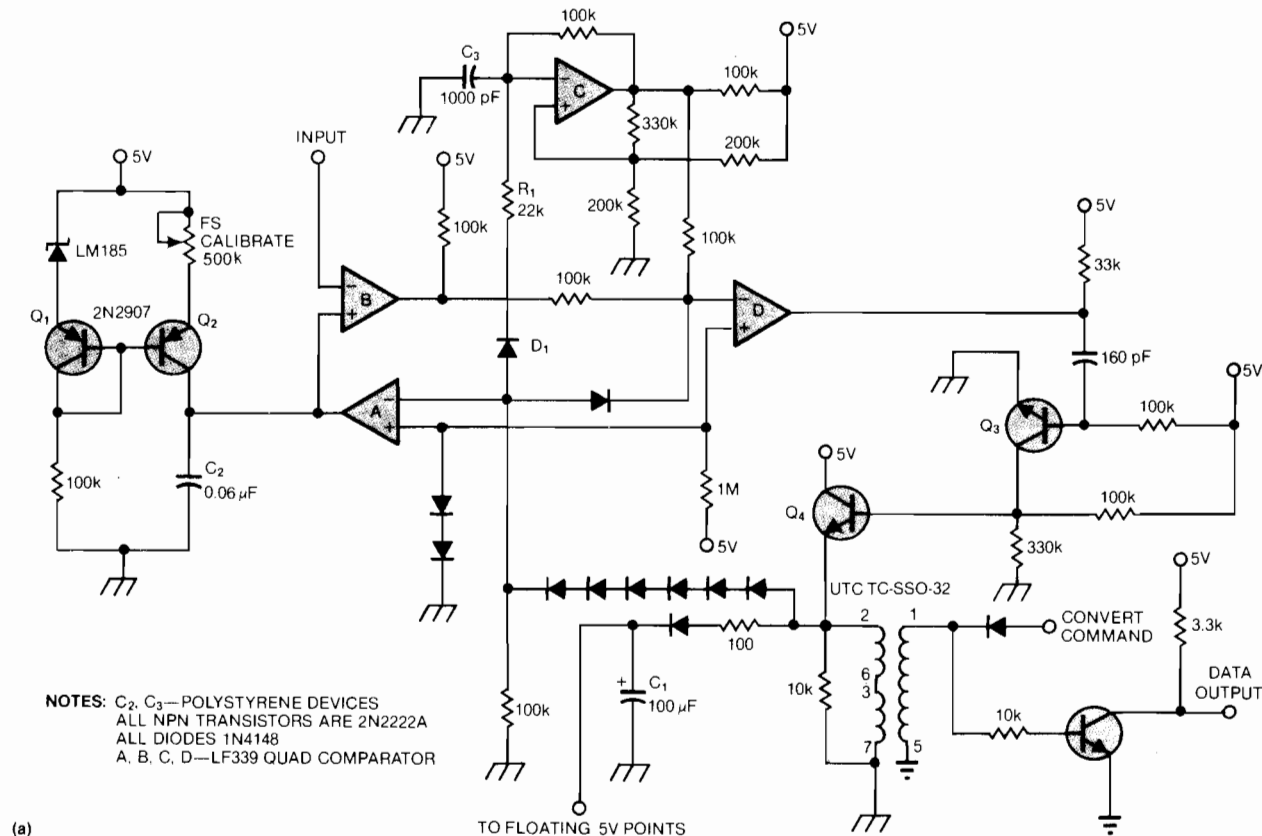 100k
5V
C3
1000 pF
C
100k
330k
200k
200k
INPUT
5V
5V
FS
CALIBRATE
500k
LM185
2N2907
Q1
Q2
R1
22k
100k
B
100k
100k
D
5V
33k
160 pF
5V
D1
A
100k
C2
0.06 µF
1M
5V
5V
Q3
100k
100k
Q4
330k
UTC TC-SSO-32
2
1
6
3
7
5
10k
100
C1
100 µF
+
100k
CONVERT
COMMAND
5V
3.3k
DATA
OUTPUT
10k
NOTES: C2, C3—POLYSTYRENE DEVICES
ALL NPN TRANSISTORS ARE 2N2222A
ALL DIODES 1N4148
A, B, C, D—LF339 QUAD COMPARATOR
(a)
TO FLOATING 5V POINTS